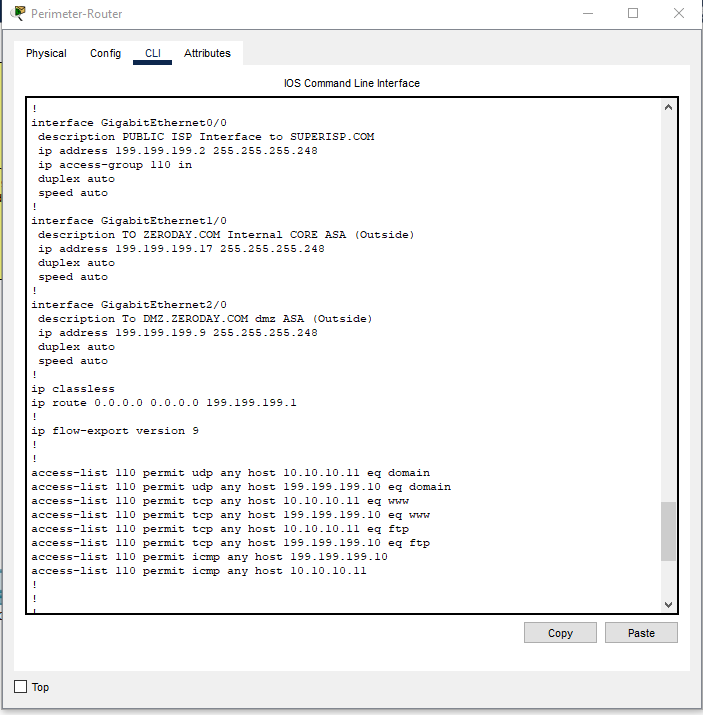 Perimeter-Router
Physical Config CLI Attributes
IOS Command Line Interface
!
interface GigabitEthernet0/0
description PUBLIC ISP Interface to SUPERISP.COM
ip address 199.199.199.2 255.255.255.248
ip access-group 110 in
duplex auto
speed auto
!
interface GigabitEthernet1/0
description TO ZERODAY.COM Internal CORE ASA (Outside)
ip address 199.199.199.17 255.255.255.248
duplex auto
speed auto
!
interface GigabitEthernet2/0
description To DMZ.ZERODAY.COM dmz ASA (Outside)
ip address 199.199.199.9 255.255.255.248
duplex auto
speed auto
!
ip classless
ip route 0.0.0.0 0.0.0.0 199.199.199.1
!
ip flow-export version 9
!
!
access-list 110 permit udp any host 10.10.10.11 eq domain
access-list 110 permit udp any host 199.199.199.10 eq domain
access-list 110 permit tcp any host 10.10.10.11 eq www
access-list 110 permit tcp any host 199.199.199.10 eq www
access-list 110 permit tcp any host 10.10.10.11 eq ftp
access-list 110 permit tcp any host 199.199.199.10 eq ftp
access-list 110 permit icmp any host 199.199.199.10
access-list 110 permit icmp any host 10.10.10.11
!
!
!
Copy Paste
Top